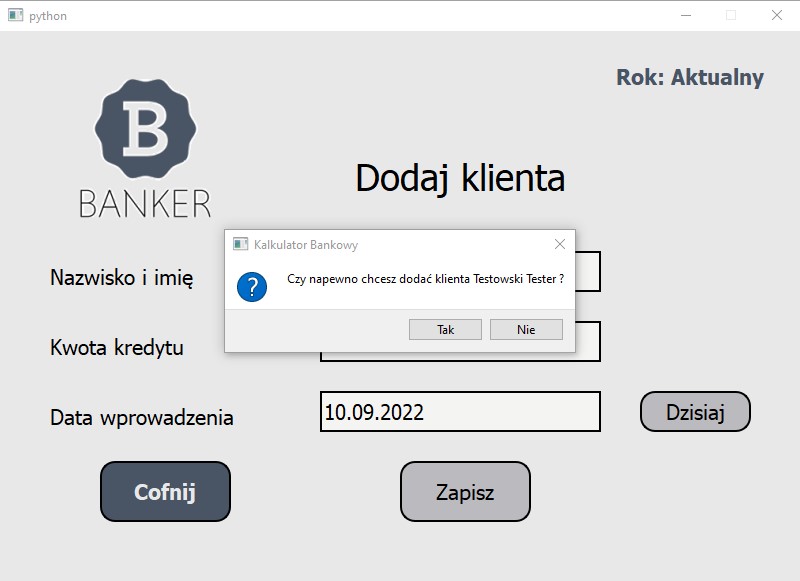 python
Rok: Aktualny
B
BANKER
Dodaj klienta
Kalkulator Bankowy
Czy napewno chcesz dodać klienta Testowski Tester ?
Tak
Nie
Nazwisko i imię
Kwota kredytu
Data wprowadzenia
10.09.2022
Dzisiaj
Cofnij
Zapisz